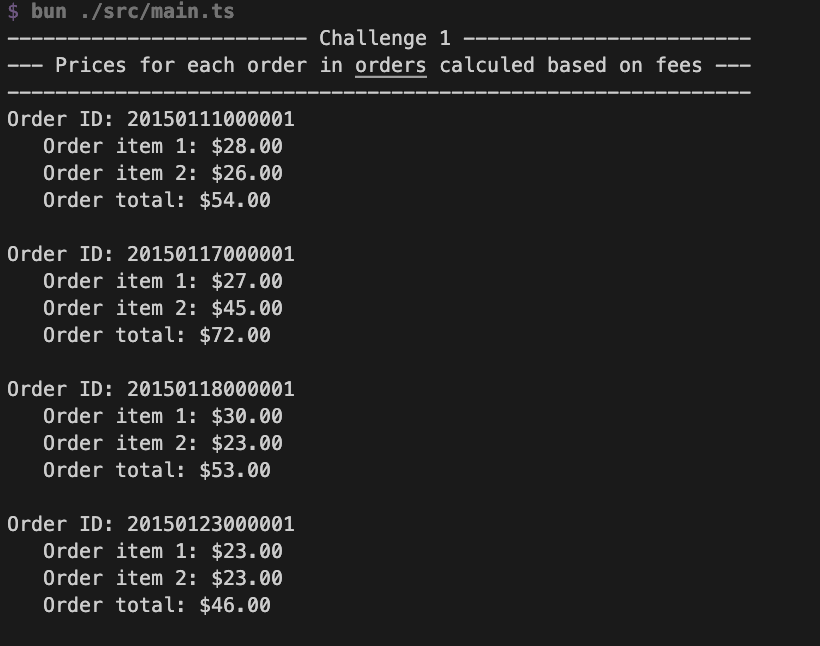 $ bun ./src/main.ts
------------------------- Challenge 1 ------------------------
--- Prices for each order in orders calculed based on fees ---
--------------------------------------------------------------
Order ID: 20150111000001
   Order item 1: $28.00
   Order item 2: $26.00
   Order total: $54.00

Order ID: 20150117000001
   Order item 1: $27.00
   Order item 2: $45.00
   Order total: $72.00

Order ID: 20150118000001
   Order item 1: $30.00
   Order item 2: $23.00
   Order total: $53.00

Order ID: 20150123000001
   Order item 1: $23.00
   Order item 2: $23.00
   Order total: $46.00